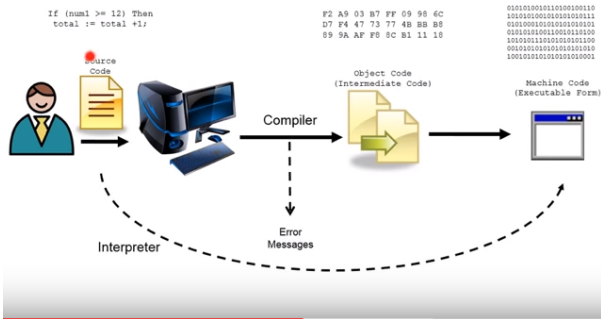 If (num1 >= 12) Then
total := total +1;
Source
Code
F2 A9 03 B7 FF 09 98 6C
D7 F4 47 73 77 4B BB B8
89 9A AF F8 8C B1 11 18
Object Code
(Intermediate Code)
Machine Code
(Executable Form)
Compiler
Error
Messages
Interpreter